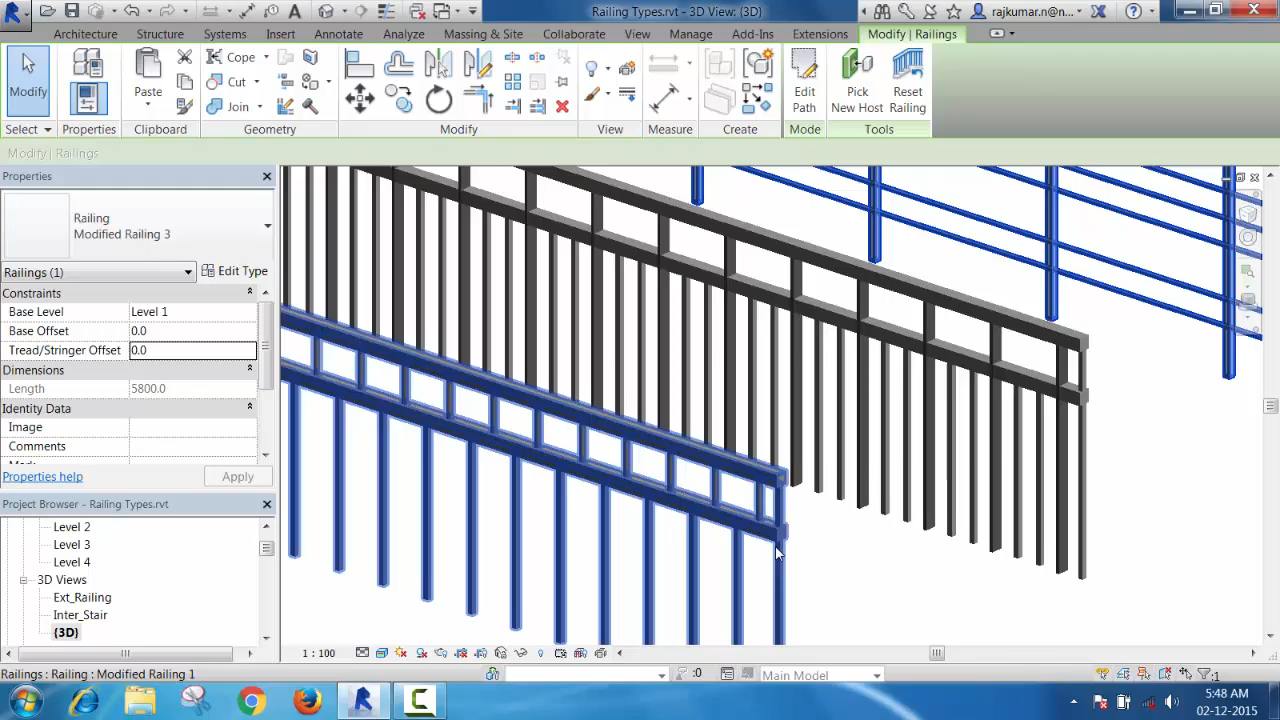 Railing Types.rvt - 3D View: {3D}
rajkumar.n@n...
Architecture Structure Systems Insert Annotate Analyze Massing & Site Collaborate View Manage Add-Ins Extensions Modify | Railings
Modify
Paste
Cope
Cut
Join
Edit Path
Pick New Host
Reset Railing
Select Properties Clipboard Geometry Modify View Measure Create Mode Tools
Modify | Railings
Properties
Railing
Modified Railing 3
Railings (1) Edit Type
Constraints
Base Level Level 1
Base Offset 0.0
Tread/Stringer Offset 0.0
Dimensions
Length 5800.0
Identity Data
Image
Comments
Properties help Apply
Project Browser - Railing Types.rvt
Level 2
Level 3
Level 4
3D Views
Ext_Railing
Inter_Stair
{3D}
1 : 100
Railings : Railing : Modified Railing 1
:0
Main Model
:1
5:48 AM
02-12-2015